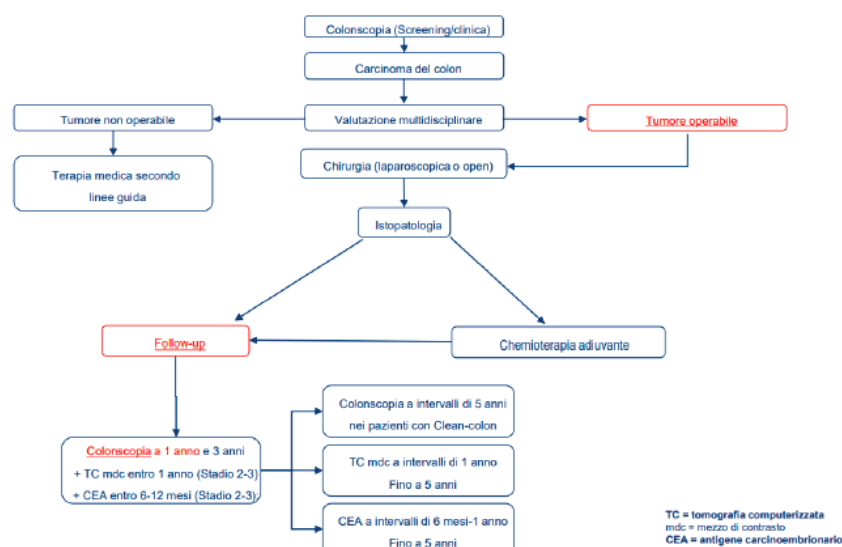 Colonscopia (Screening/clinica)
Carcinoma del colon
Tumore non operabile
Valutazione multidisciplinare
Tumore operabile
Terapia medica secondo
linee guida
Chirurgia (laparoscopica o open)
Istopatologia
Follow-up
Chemioterapia adiuvante
Colonscopia a 1 anno e 3 anni
+ TC mdc entro 1 anno (Stadio 2-3)
+ CEA entro 6-12 mesi (Stadio 2-3);
Colonscopia a intervalli di 5 anni
nei pazienti con Clean-colon
TC mdc a intervalli di 1 anno
Fino a 5 anni
CEA a intervalli di 6 mesi-1 anno
Fino a 5 anni
TC = tomografia computerizzata
mdc = mezzo di contrasto
CEA = antigene carcinoembrionario